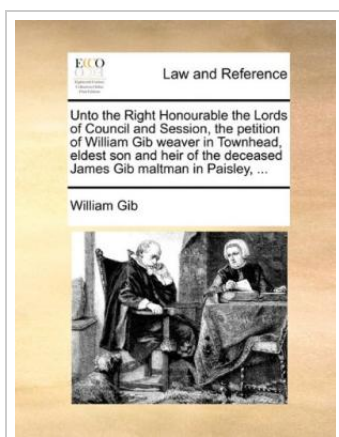 ECCO
Law and Reference
Unto the Right Honourable the Lords
of Council and Session, the petition
of William Gib weaver in Townhead,
eldest son and heir of the deceased
James Gib maltman in Paisley, ...
William Gib